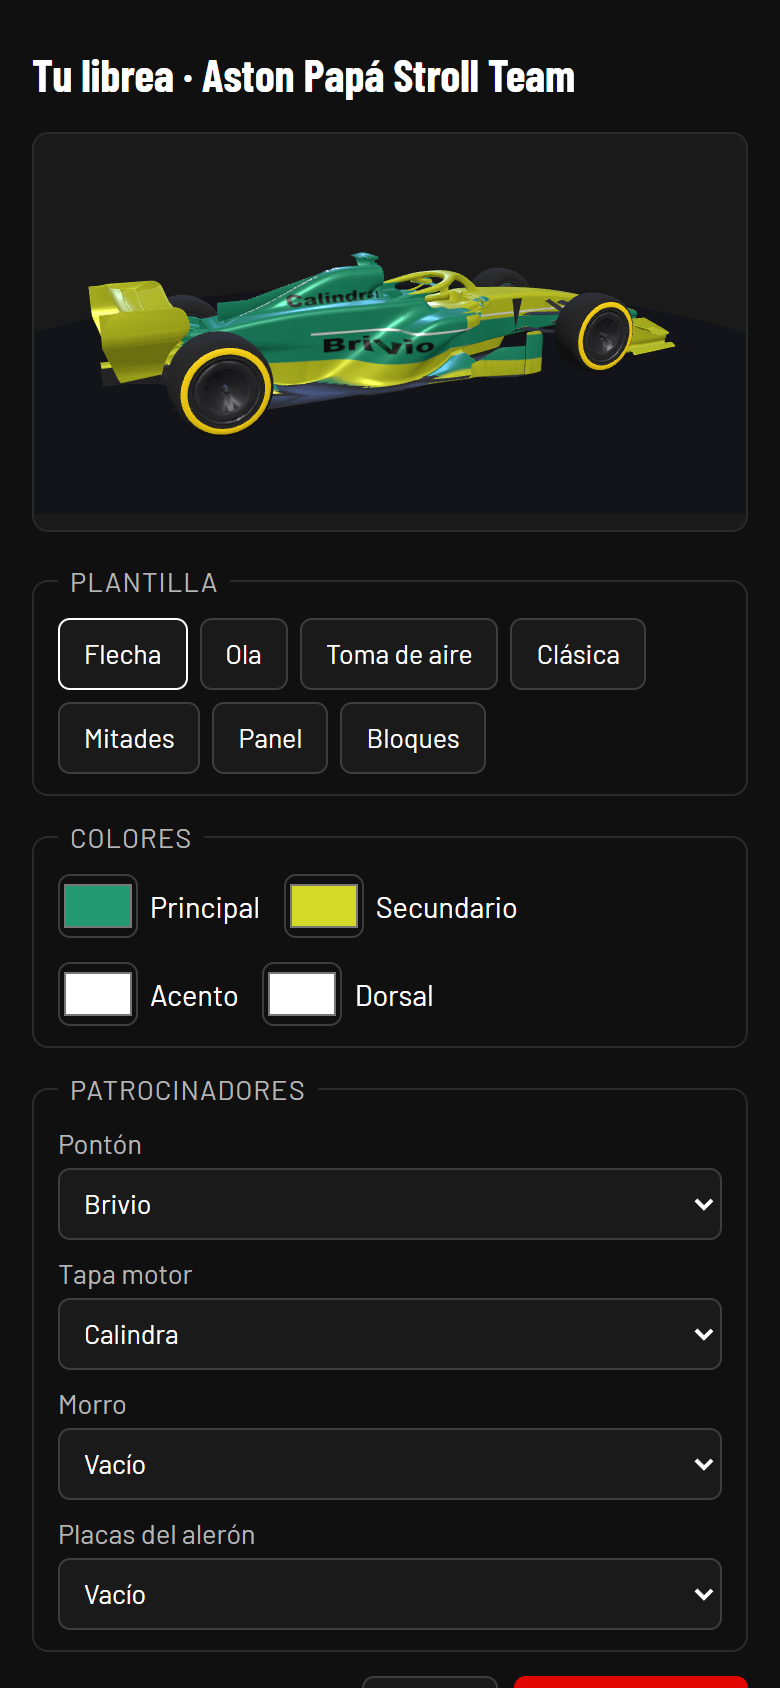 Tu librea · Aston Papá Stroll Team
Calindra
Brivio
PLANTILLA
Flecha
Ola
Toma de aire
Clásica
Mitades
Panel
Bloques
COLORES
Principal
Secundario
Acento
Dorsal
PATROCINADORES
Pontón
Brivio
Tapa motor
Calindra
Morro
Vacío
Placas del alerón
Vacío